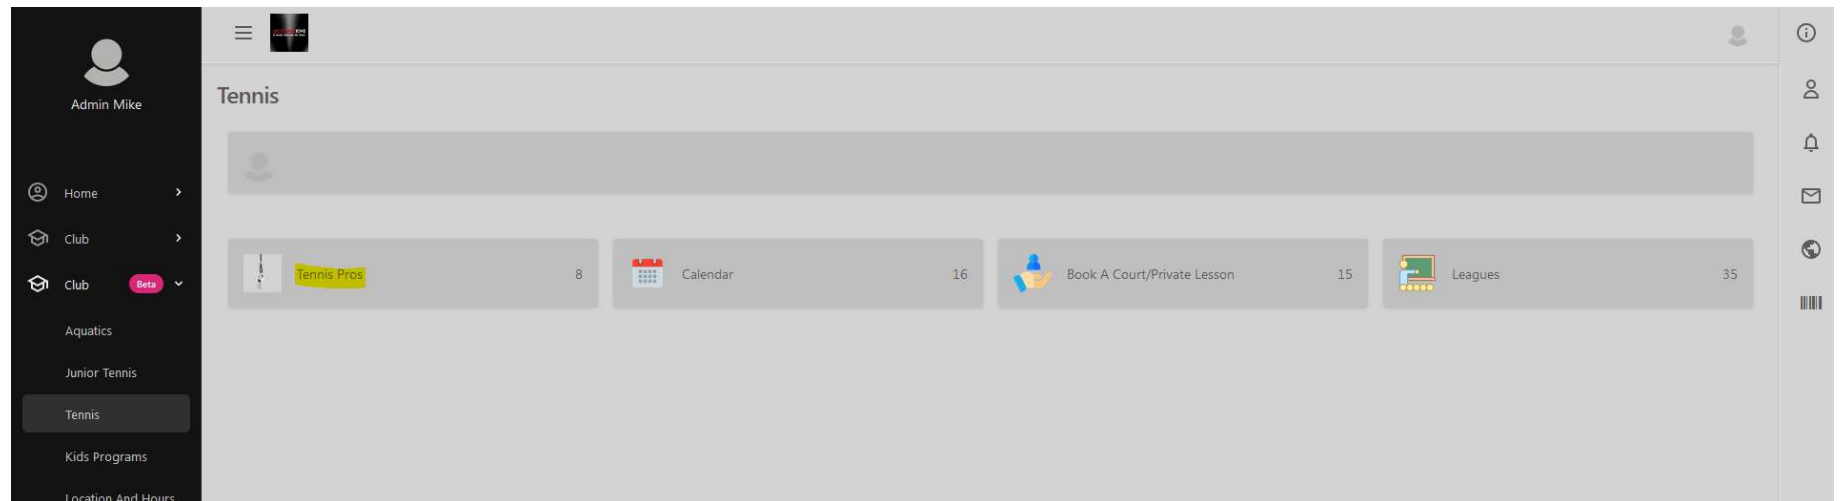 Admin Mike
Home
Club
Club Beta
Aquatics
Junior Tennis
Tennis
Kids Programs
Location And Hours
Tennis
Tennis Pros 8
Calendar 16
Book A Court/Private Lesson 15
Leagues 35